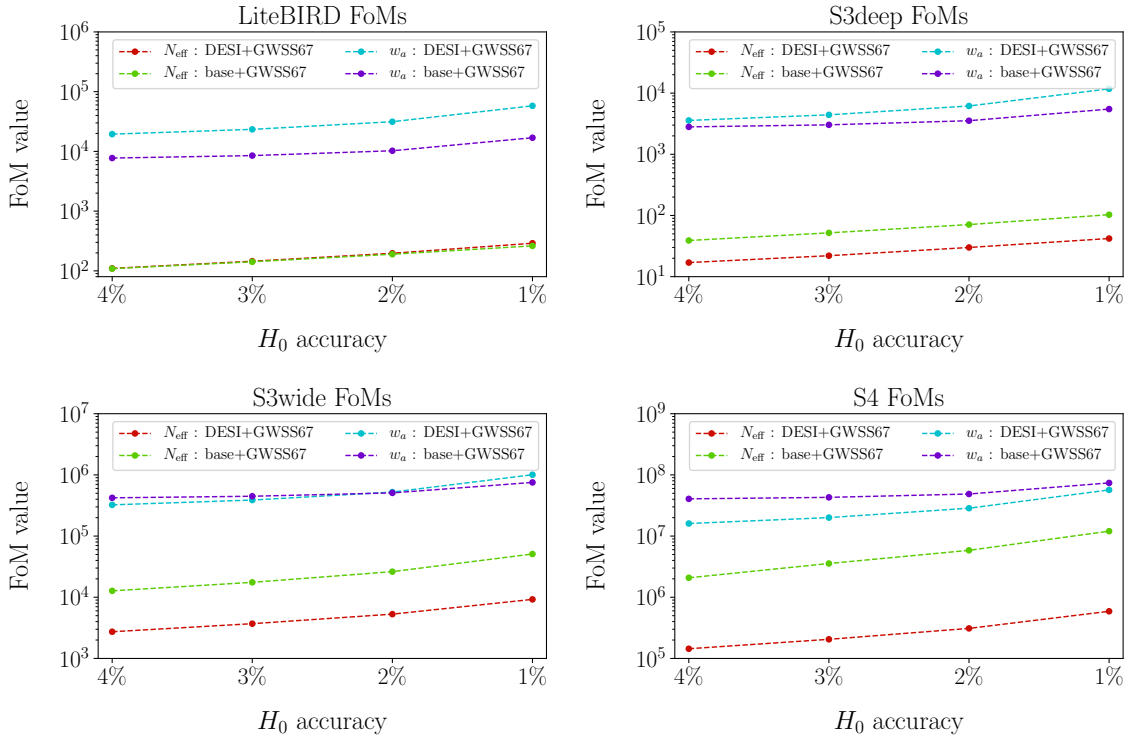 LiteBIRD FoMs
FoM value
10^6
10^5
10^4
10^3
10^2
N_eff : DESI+GWSS67
N_eff : base+GWSS67
w_a : DESI+GWSS67
w_a : base+GWSS67
4% 3% 2% 1%
H_0 accuracy
S3deep FoMs
FoM value
10^5
10^4
10^3
10^2
10^1
N_eff : DESI+GWSS67
N_eff : base+GWSS67
w_a : DESI+GWSS67
w_a : base+GWSS67
4% 3% 2% 1%
H_0 accuracy
S3wide FoMs
FoM value
10^7
10^6
10^5
10^4
10^3
N_eff : DESI+GWSS67
N_eff : base+GWSS67
w_a : DESI+GWSS67
w_a : base+GWSS67
4% 3% 2% 1%
H_0 accuracy
S4 FoMs
FoM value
10^9
10^8
10^7
10^6
10^5
N_eff : DESI+GWSS67
N_eff : base+GWSS67
w_a : DESI+GWSS67
w_a : base+GWSS67
4% 3% 2% 1%
H_0 accuracy